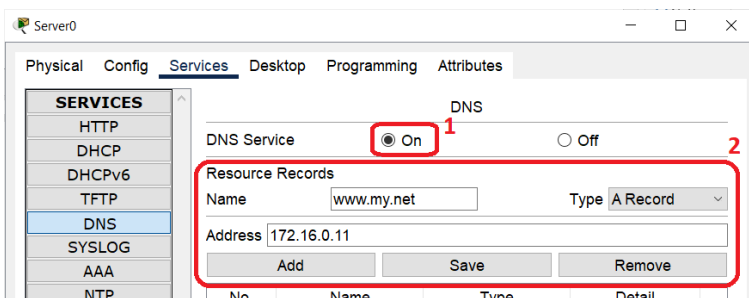 Server0
Physical Config Services Desktop Programming Attributes
SERVICES
HTTP
DHCP
DHCPv6
TFTP
DNS
SYSLOG
AAA
NTP
DNS
DNS Service On 1 Off
2
Resource Records
Name www.my.net Type A Record
Address 172.16.0.11
Add Save Remove
No. Name Type Detail